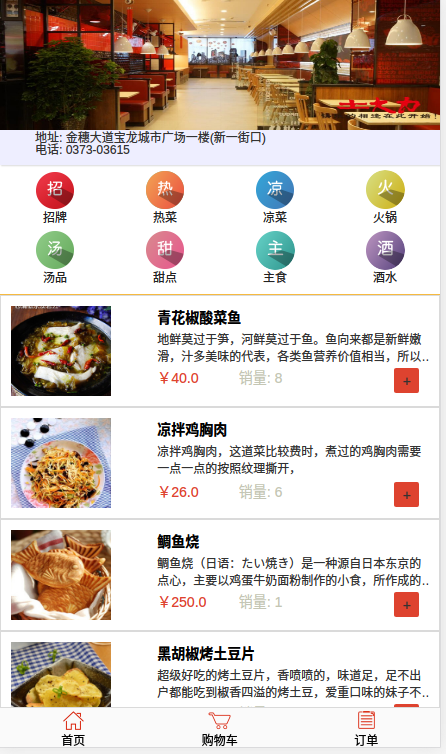 地址: 金穗大道宝龙城市广场一楼(新一街口)
电话: 0373-03615
招 热 凉 火
招牌 热菜 凉菜 火锅
汤 甜 主 酒
汤品 甜点 主食 酒水
青花椒酸菜鱼
地鲜莫过于笋，河鲜莫过于鱼。鱼向来都是新鲜嫩
滑，汁多美味的代表，各类鱼营养价值相当，所以..
￥40.0 销量: 8 +
凉拌鸡胸肉
凉拌鸡胸肉，这道菜比较费时，煮过的鸡胸肉需要
一点一点的按照纹理撕开，
￥26.0 销量: 6 +
鲷鱼烧
鲷鱼烧（日语：たい焼き）是一种源自日本东京的
点心，主要以鸡蛋牛奶面粉制作的小食，所作成的..
￥250.0 销量: 1 +
黑胡椒烤土豆片
超级好吃的烤土豆片，香喷喷的，味道足，足不出
户都能吃到椒香四溢的烤土豆，爱重口味的妹子不..
首页 购物车 订单